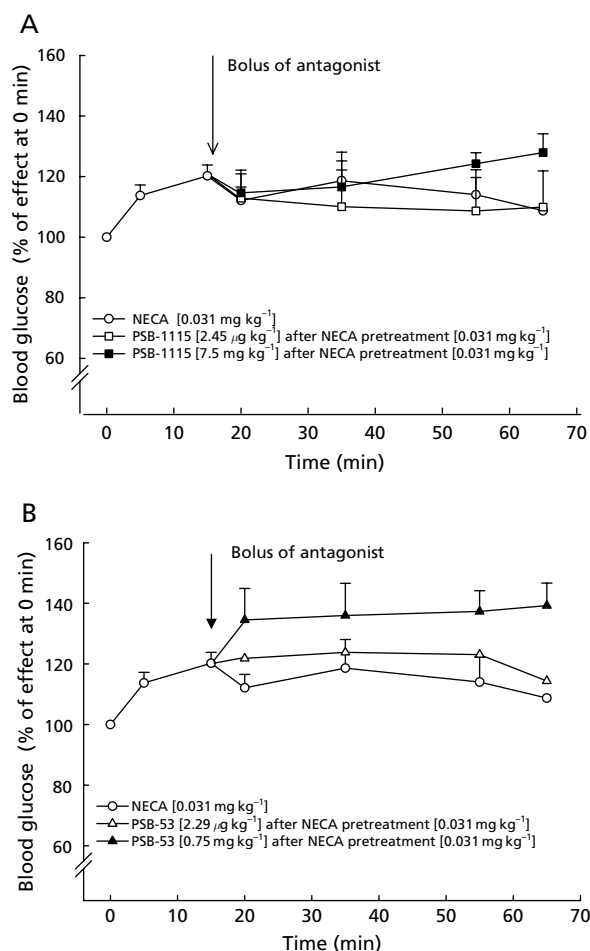 A
160
Bolus of antagonist
140
120
100
80
60
Blood glucose (% of effect at 0 min)
NECA [0.031 mg kg⁻¹]
PSB-1115 [2.45 μg kg⁻¹] after NECA pretreatment [0.031 mg kg⁻¹]
PSB-1115 [7.5 mg kg⁻¹] after NECA pretreatment [0.031 mg kg⁻¹]
0 10 20 30 40 50 60 70
Time (min)
B
160
Bolus of antagonist
140
120
100
80
60
Blood glucose (% of effect at 0 min)
NECA [0.031 mg kg⁻¹]
PSB-53 [2.29 μg kg⁻¹] after NECA pretreatment [0.031 mg kg⁻¹]
PSB-53 [0.75 mg kg⁻¹] after NECA pretreatment [0.031 mg kg⁻¹]
0 10 20 30 40 50 60 70
Time (min)